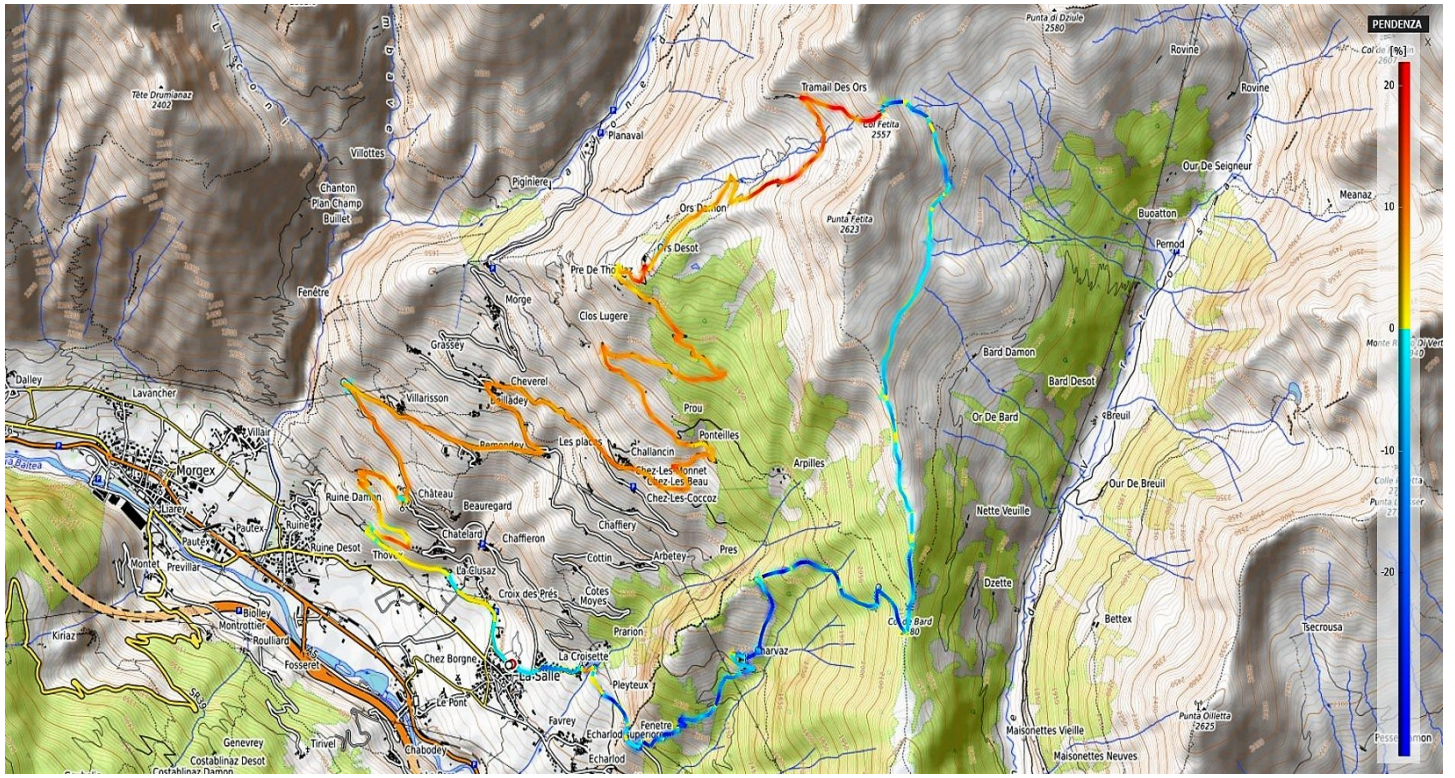 PENDENZA
X
[%]
20
10
0
-10
-20
Punta di Dziule
2580
Rovine
Rovine
Tête Drumianaz
2402
Tramail Des Ors
Col Fetita
2557
Planaval
Villottes
Our De Seigneur
Piginiere
Chanton
Plan Champ
Buillet
Meanaz
Ors Damon
Punta Fetita
2623
Buoatton
Pernod
Ors Desot
Fenêtre
Morge
Clos Lugere
Grassey
Bard Damon
Dalley
Lavancher
Cheverel
Bard Desot
Villarisson
Prou
Or De Bard
Breuil
Villair
Remondey
Les places
Ponteilles
Challancin
Arpilles
Morgex
Chez-Les-Monnet
Chez-Les-Beau
Chez-Les-Coccoz
Our De Breuil
Ruine Damon
Château
Liarey
Beauregard
Nette Veuille
Pautex
Ruine
Chaffiery
Chatelard
Chaffieron
Pautex
Ruine Desot
Thovex
Cottin
Arbetey
Pres
Montet
Previllar
La Clusaz
Dzette
Croix des Prés
Cotes
Moyes
Biolley
Montrottier
Bettex
Tsecrousa
Kiriaz
Roulliard
Prarion
Fosseret
Chez Borgne
La Croisette
La Salle
Pleyteux
SR39
Le Pont
Favrey
Fenetre
Echarlod Superiore
Punta Oilletta
2625
Genevrey
Tirivel
Chabodey
Echarlod
Maisonettes Vieille
Costablinaz Desot
Maisonettes Neuves
Costablinaz Damon